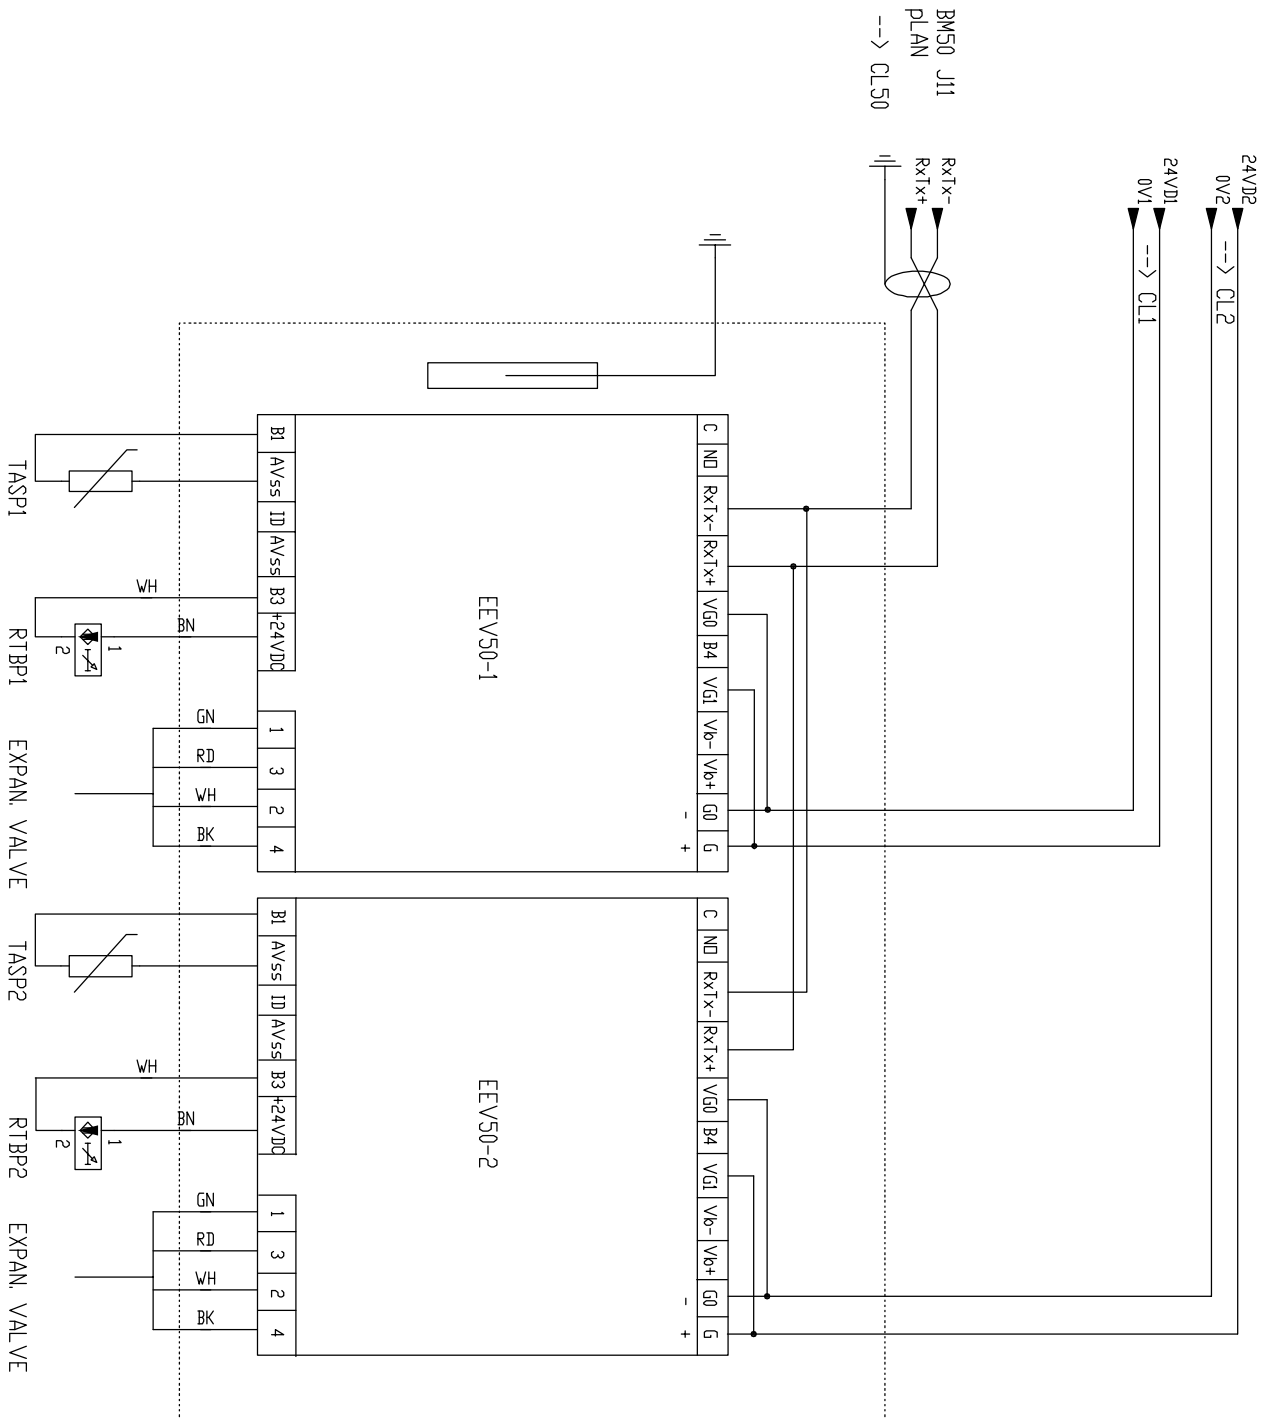 24VD2
0V2
--> CL2
24VD1
0V1
--> CL1
BM50 J11
pLAN
--> CL50
RxTx-
RxTx+
C
NO
RxTx-
RxTx+
VG0
B4
VG1
Vb-
Vb+
G0
G
-
+
EEV50-1
B1
AVss
ID
AVss
B3
+24VDC
1
3
2
4
WH
BN
GN
RD
WH
BK
1
2
TASP1
RTBP1
EXPAN. VALVE
C
NO
RxTx-
RxTx+
VG0
B4
VG1
Vb-
Vb+
G0
G
-
+
EEV50-2
B1
AVss
ID
AVss
B3
+24VDC
1
3
2
4
WH
BN
GN
RD
WH
BK
1
2
TASP2
RTBP2
EXPAN. VALVE